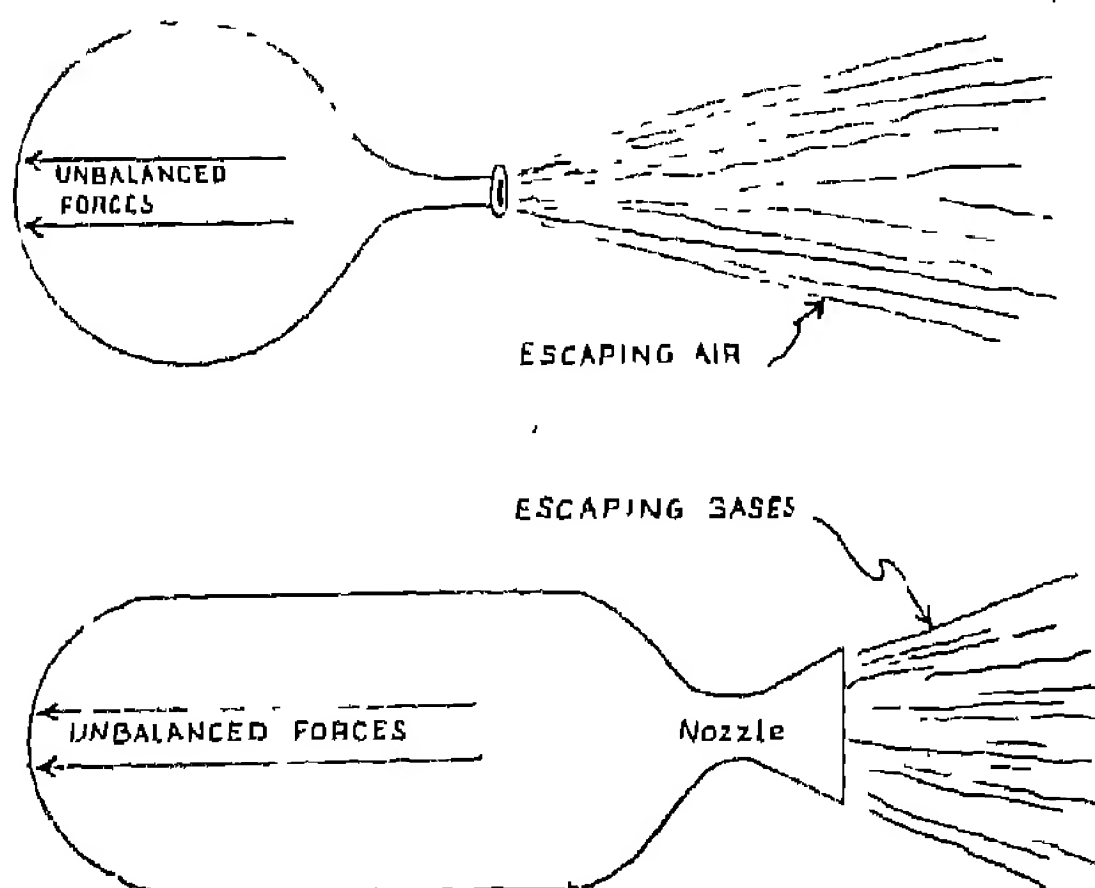 UNBALANCED
FORCES
ESCAPING AIR
ESCAPING GASES
UNBALANCED FORCES
Nozzle